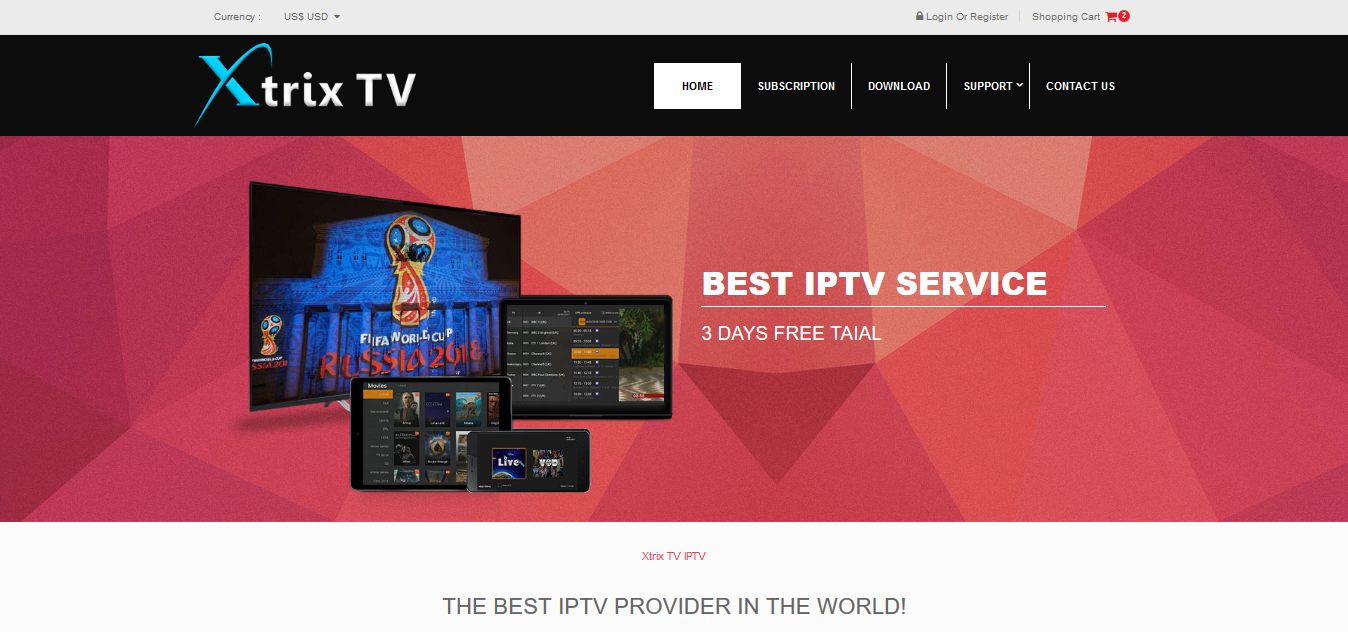 Currency :
US$ USD
Login Or Register
Shopping Cart
2
Xtrix TV
HOME
SUBSCRIPTION
DOWNLOAD
SUPPORT
CONTACT US
BEST IPTV SERVICE
3 DAYS FREE TAIAL
FIFA WORLD CUP
RUSSIA 2018
Movies
Live
VOD
Xtrix TV IPTV
THE BEST IPTV PROVIDER IN THE WORLD!